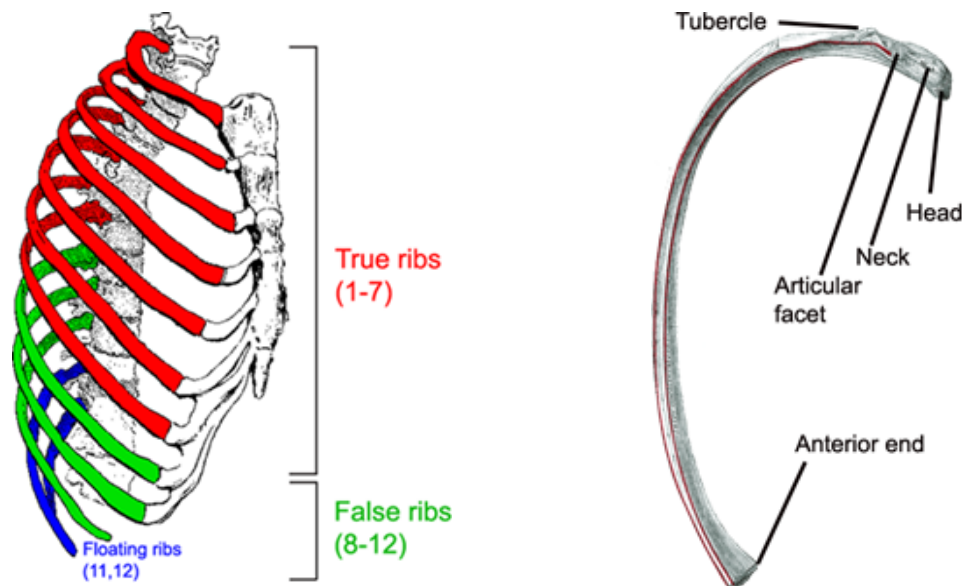 True ribs
(1-7)
False ribs
(8-12)
Floating ribs
(11,12)
Tubercle
Head
Neck
Articular
facet
Anterior end